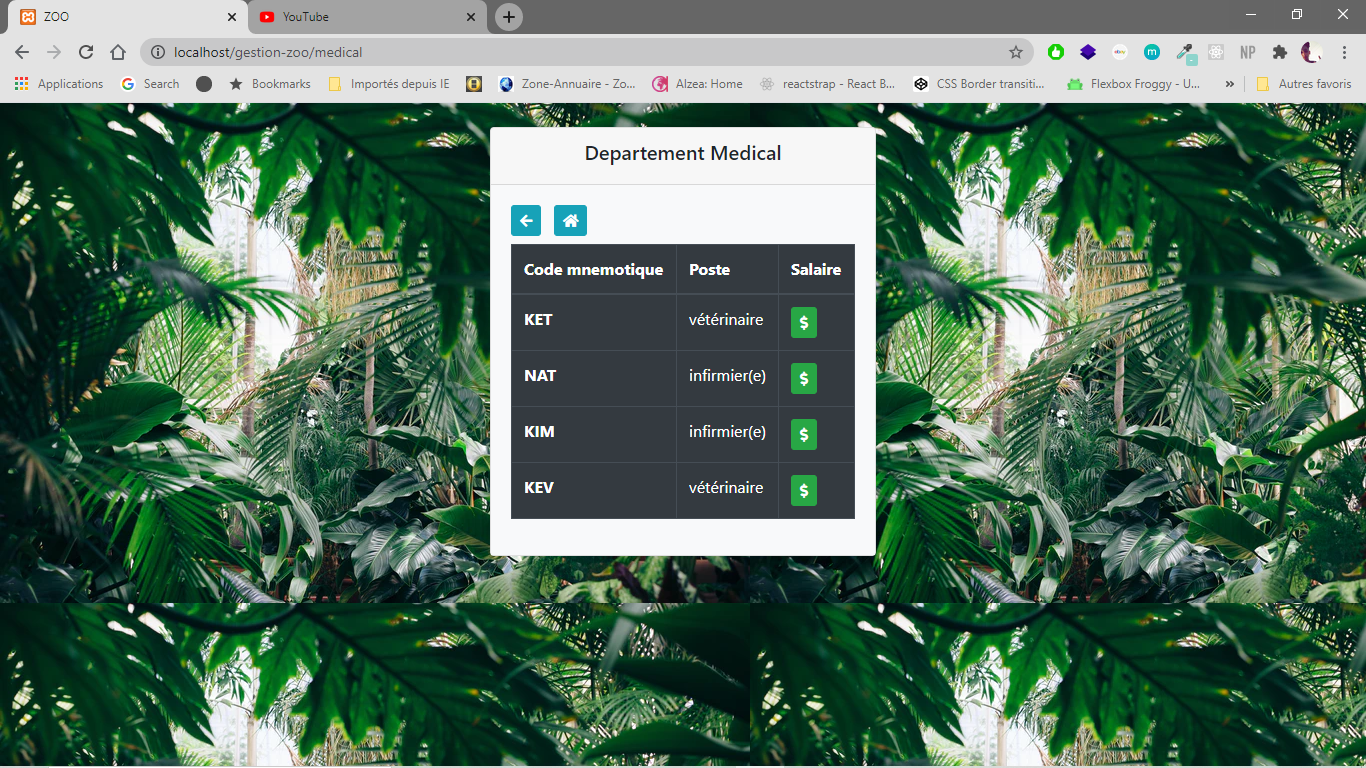 ZOO
YouTube
localhost/gestion-zoo/medical
m
NP
Applications
Search
Bookmarks
Importés depuis IE
Zone-Annuaire - Zo...
Alzea: Home
reactstrap - React B...
CSS Border transiti...
Flexbox Froggy - U...
»
Autres favoris
Departement Medical
Code mnemotique Poste Salaire
KET vétérinaire $
NAT infirmier(e) $
KIM infirmier(e) $
KEV vétérinaire $